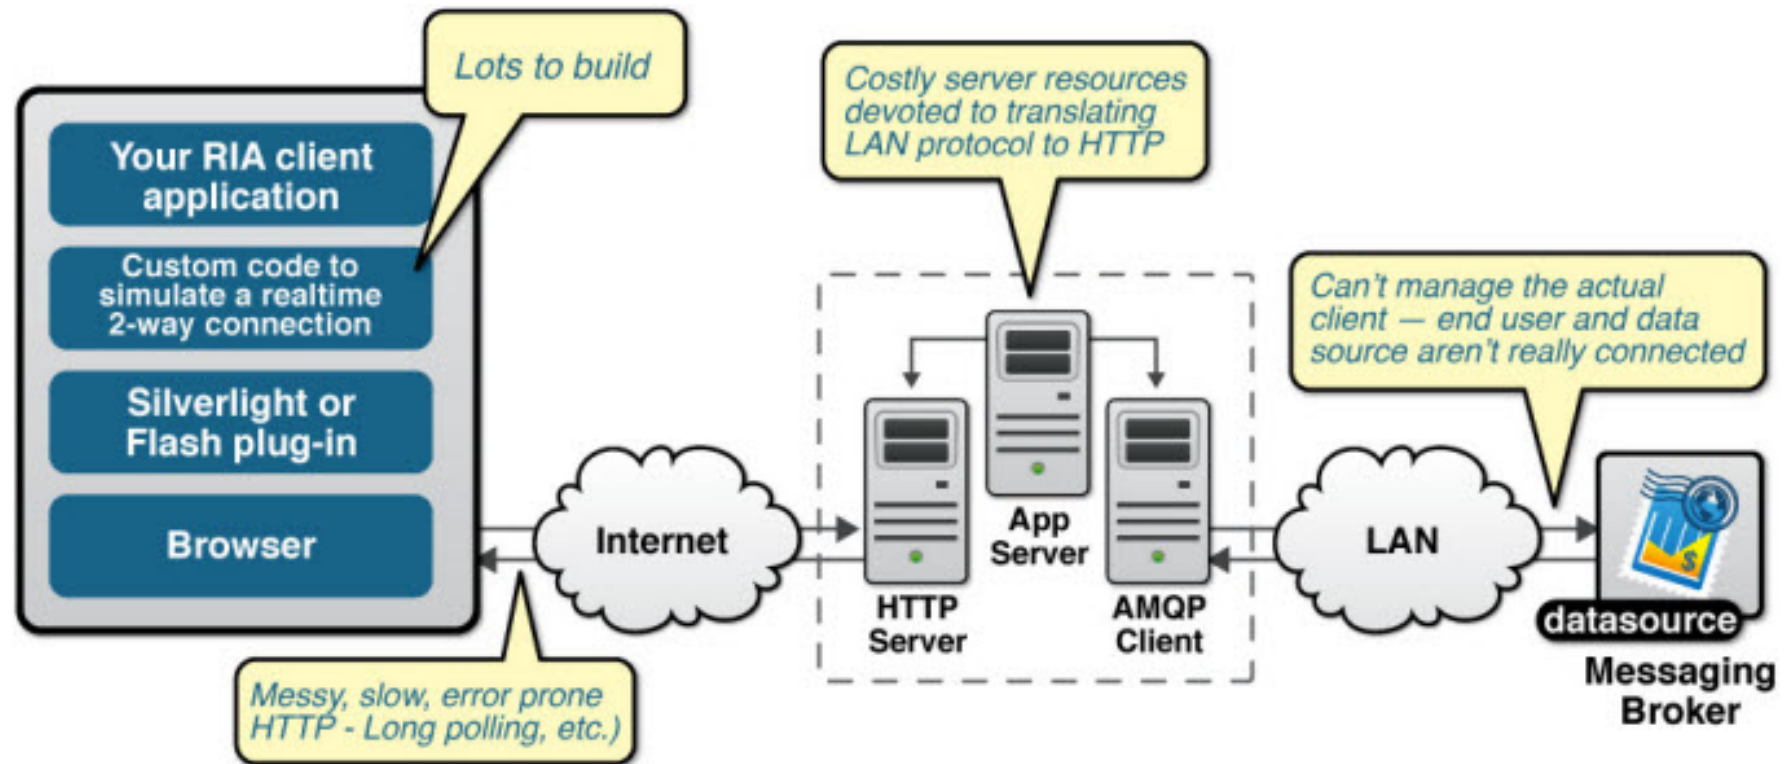 Lots to build
Your RIA client
application
Custom code to
simulate a realtime
2-way connection
Silverlight or
Flash plug-in
Browser
Messy, slow, error prone
HTTP - Long polling, etc.)
Internet
Costly server resources
devoted to translating
LAN protocol to HTTP
App
Server
HTTP
Server
AMQP
Client
Can't manage the actual
client — end user and data
source aren't really connected
LAN
$
datasource
Messaging
Broker